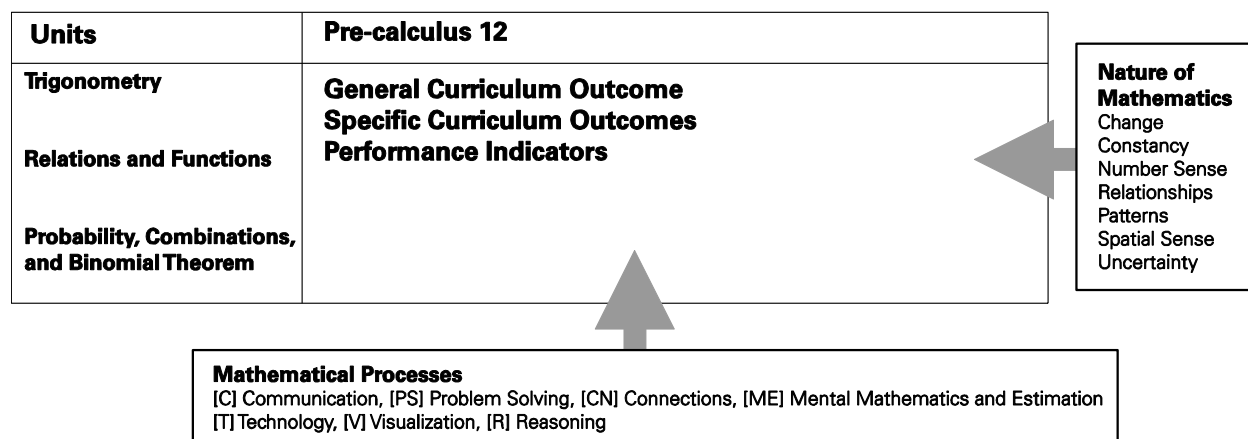 Units
Pre-calculus 12
Trigonometry
Relations and Functions
Probability, Combinations,
and Binomial Theorem
General Curriculum Outcome
Specific Curriculum Outcomes
Performance Indicators
Nature of
Mathematics
Change
Constancy
Number Sense
Relationships
Patterns
Spatial Sense
Uncertainty
Mathematical Processes
[C] Communication, [PS] Problem Solving, [CN] Connections, [ME] Mental Mathematics and Estimation
[T] Technology, [V] Visualization, [R] Reasoning